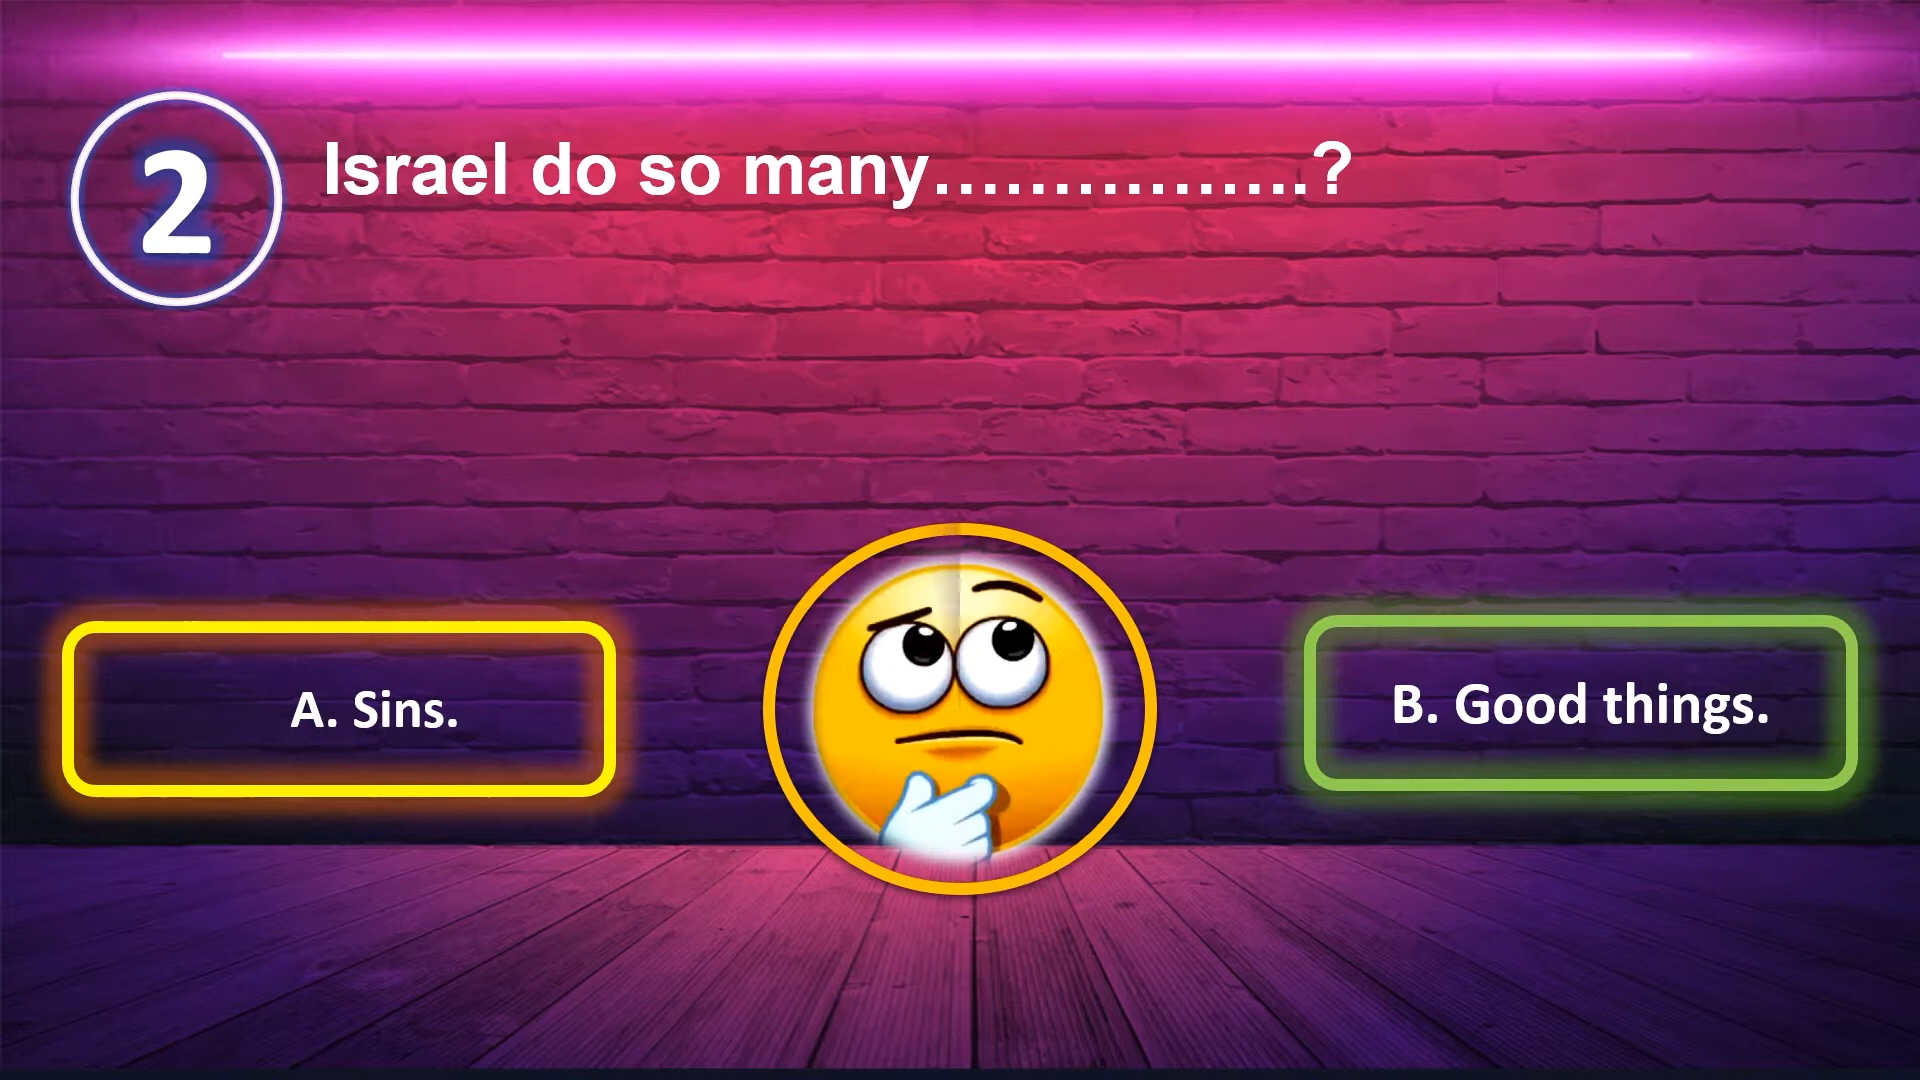 2
Israel do so many................?
A. Sins.
B. Good things.